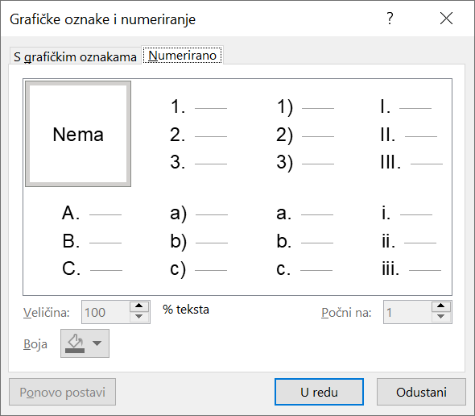 Grafičke oznake i numeriranje ?
S grafičkim oznakama Numerirano
Nema
1.
2.
3.
1)
2)
3)
I.
II.
III.
A.
B.
C.
a)
b)
c)
a.
b.
c.
i.
ii.
iii.
Veličina: 100 % teksta Počni na: 1
Boja
Ponovo postavi U redu Odustani